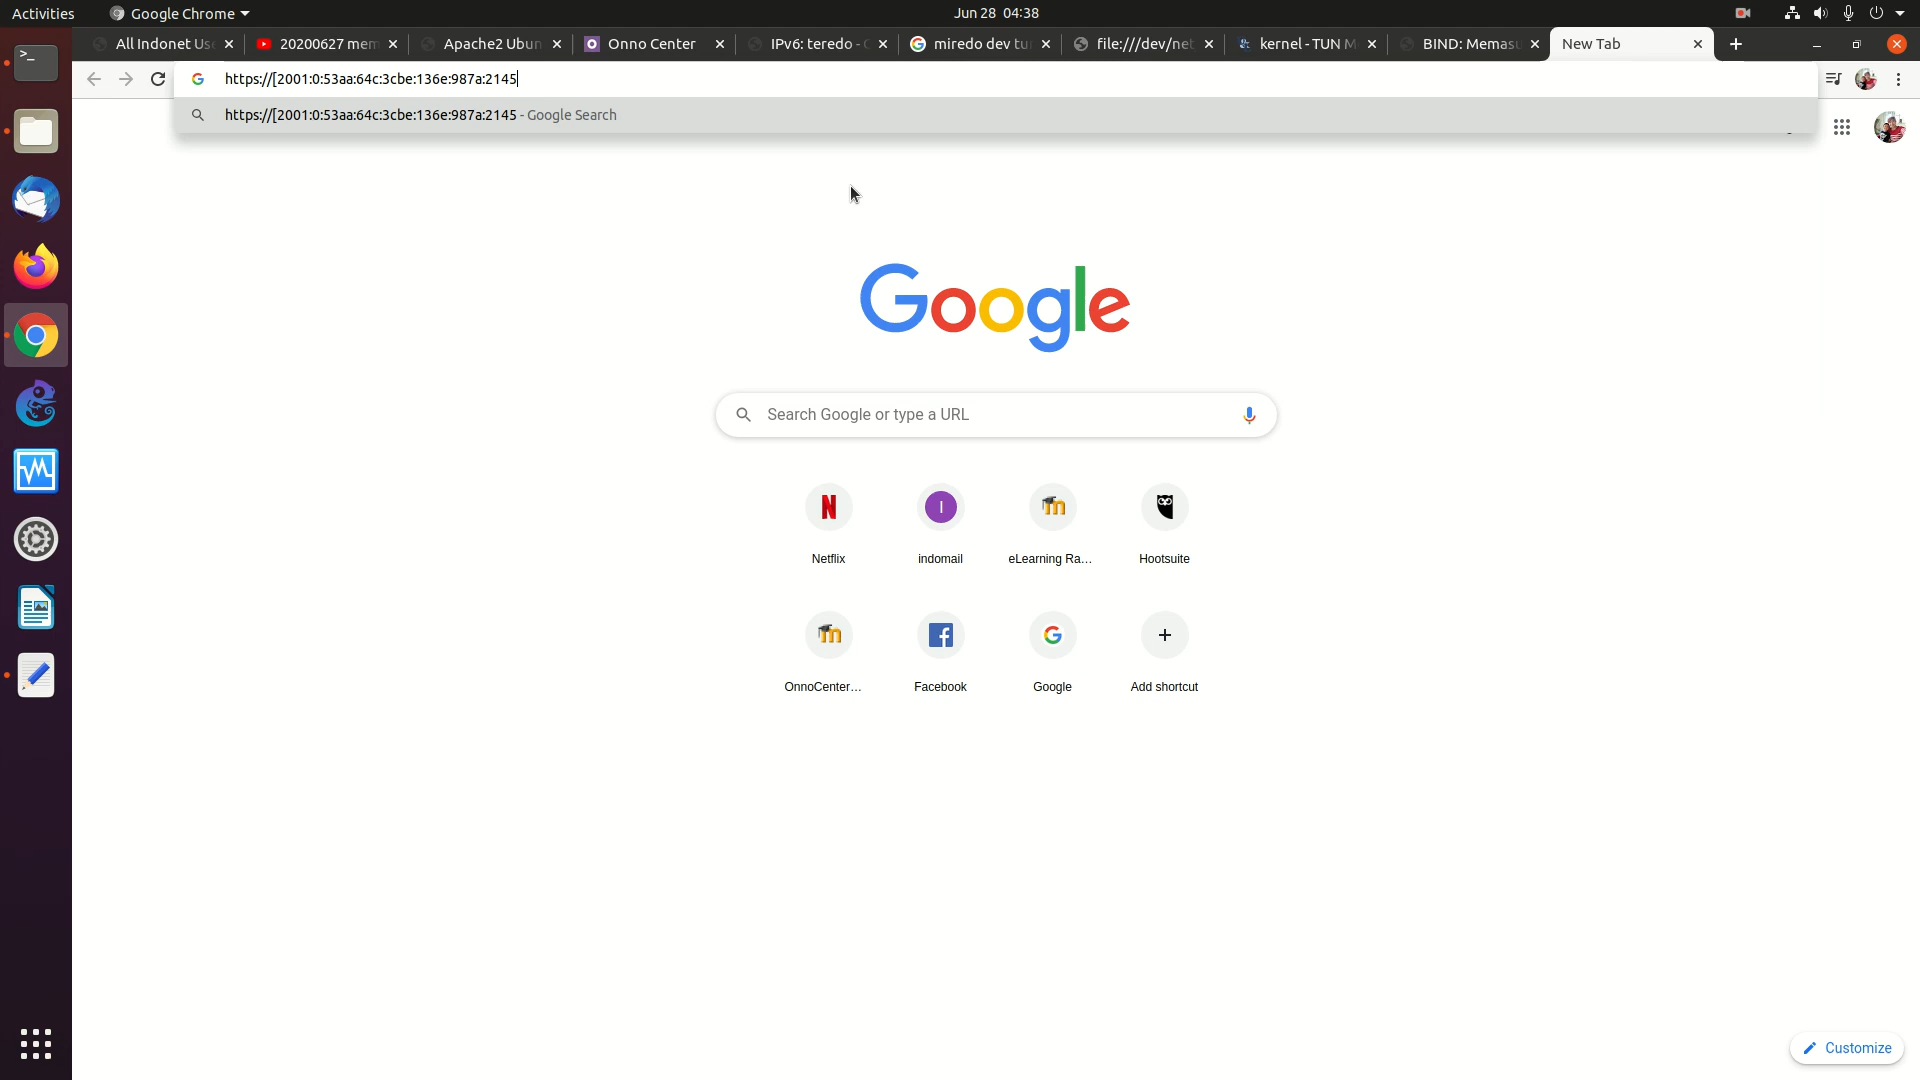 Activities
Google Chrome
Jun 28 04:38
All Indonet Us
20200627 mem
Apache2 Ubun
Onno Center
IPv6: teredo -
miredo dev tu
file:///dev/net
kernel - TUN M
BIND: Memasu
New Tab
https://[2001:0:53aa:64c:3cbe:136e:987a:2145
https://[2001:0:53aa:64c:3cbe:136e:987a:2145 - Google Search
Google
Search Google or type a URL
Netflix
indomail
eLearning Ra...
Hootsuite
OnnoCenter...
Facebook
Google
Add shortcut
Customize